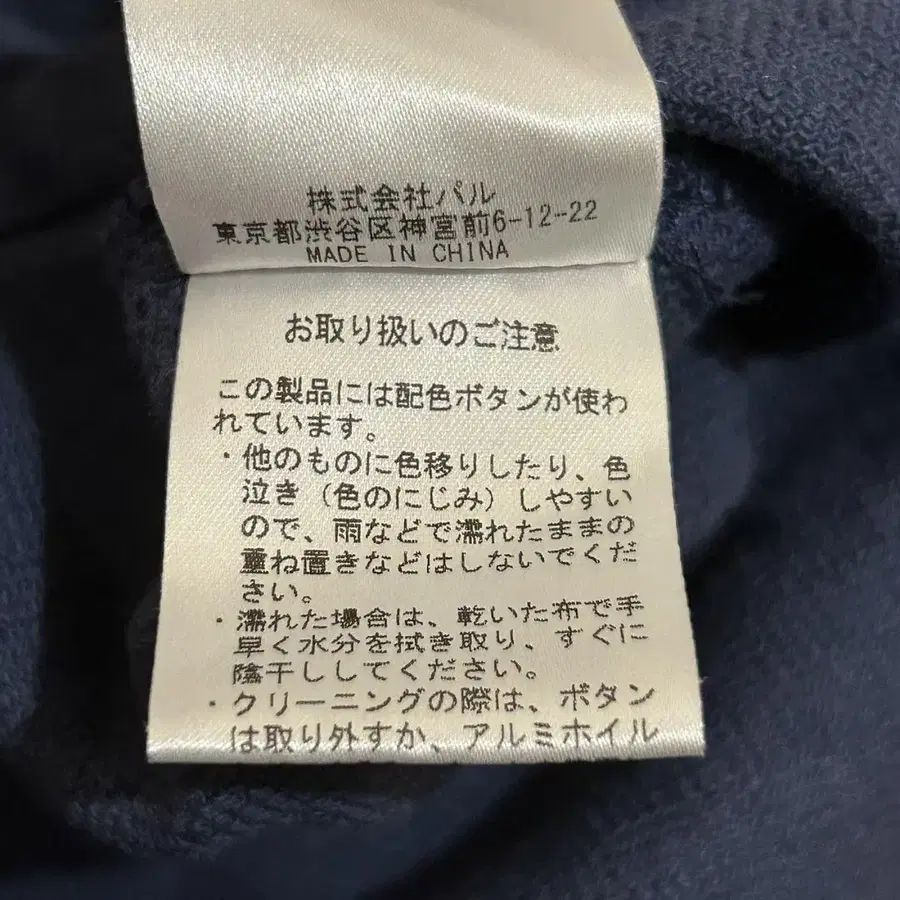 株式会社パル
東京都渋谷区神宮前6-12-22
MADE IN CHINA
お取り扱いのご注意
この製品には配色ボタンが使わ
れています。
・他のものに色移りしたり、色
泣き（色のにじみ）しやすい
ので、雨などで濡れたままの
重ね置きなどはしないでくだ
さい。
・濡れた場合は、乾いた布で手
早く水分を拭き取り、すぐに
陰干ししてください。
・クリーニングの際は、ボタン
は取り外すか、アルミホイル